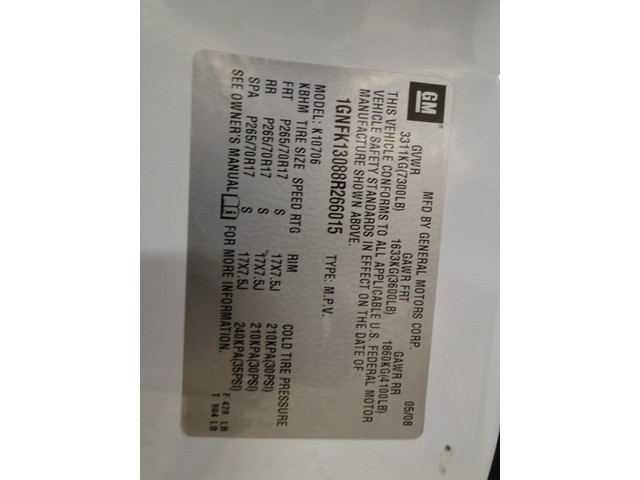 GM ® MFD BY GENERAL MOTORS CORP. 05/08
GVWR GAWR FRT GAWR RR
3311KG(7300LB) 1633KG(3600LB) 1860KG(4100LB)
THIS VEHICLE CONFORMS TO ALL APPLICABLE U.S. FEDERAL MOTOR
VEHICLE SAFETY STANDARDS IN EFFECT ON THE DATE OF
MANUFACTURE SHOWN ABOVE.
1GNFK13088R266015 TYPE: M.P.V.
MODEL: K10706
KBHM TIRE SIZE SPEED RTG RIM COLD TIRE PRESSURE
FRT P265/70R17 S 17X7.5J 210KPA(30PSI)
RR P265/70R17 S 17X7.5J 210KPA(30PSI)
SPA P265/70R17 S 17X7.5J 240KPA(35PSI)
SEE OWNER'S MANUAL i FOR MORE INFORMATION.
F 428 LB
T 984 LB